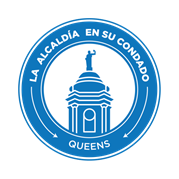 LA ALCALDÍA EN SU CONDADO
QUEENS